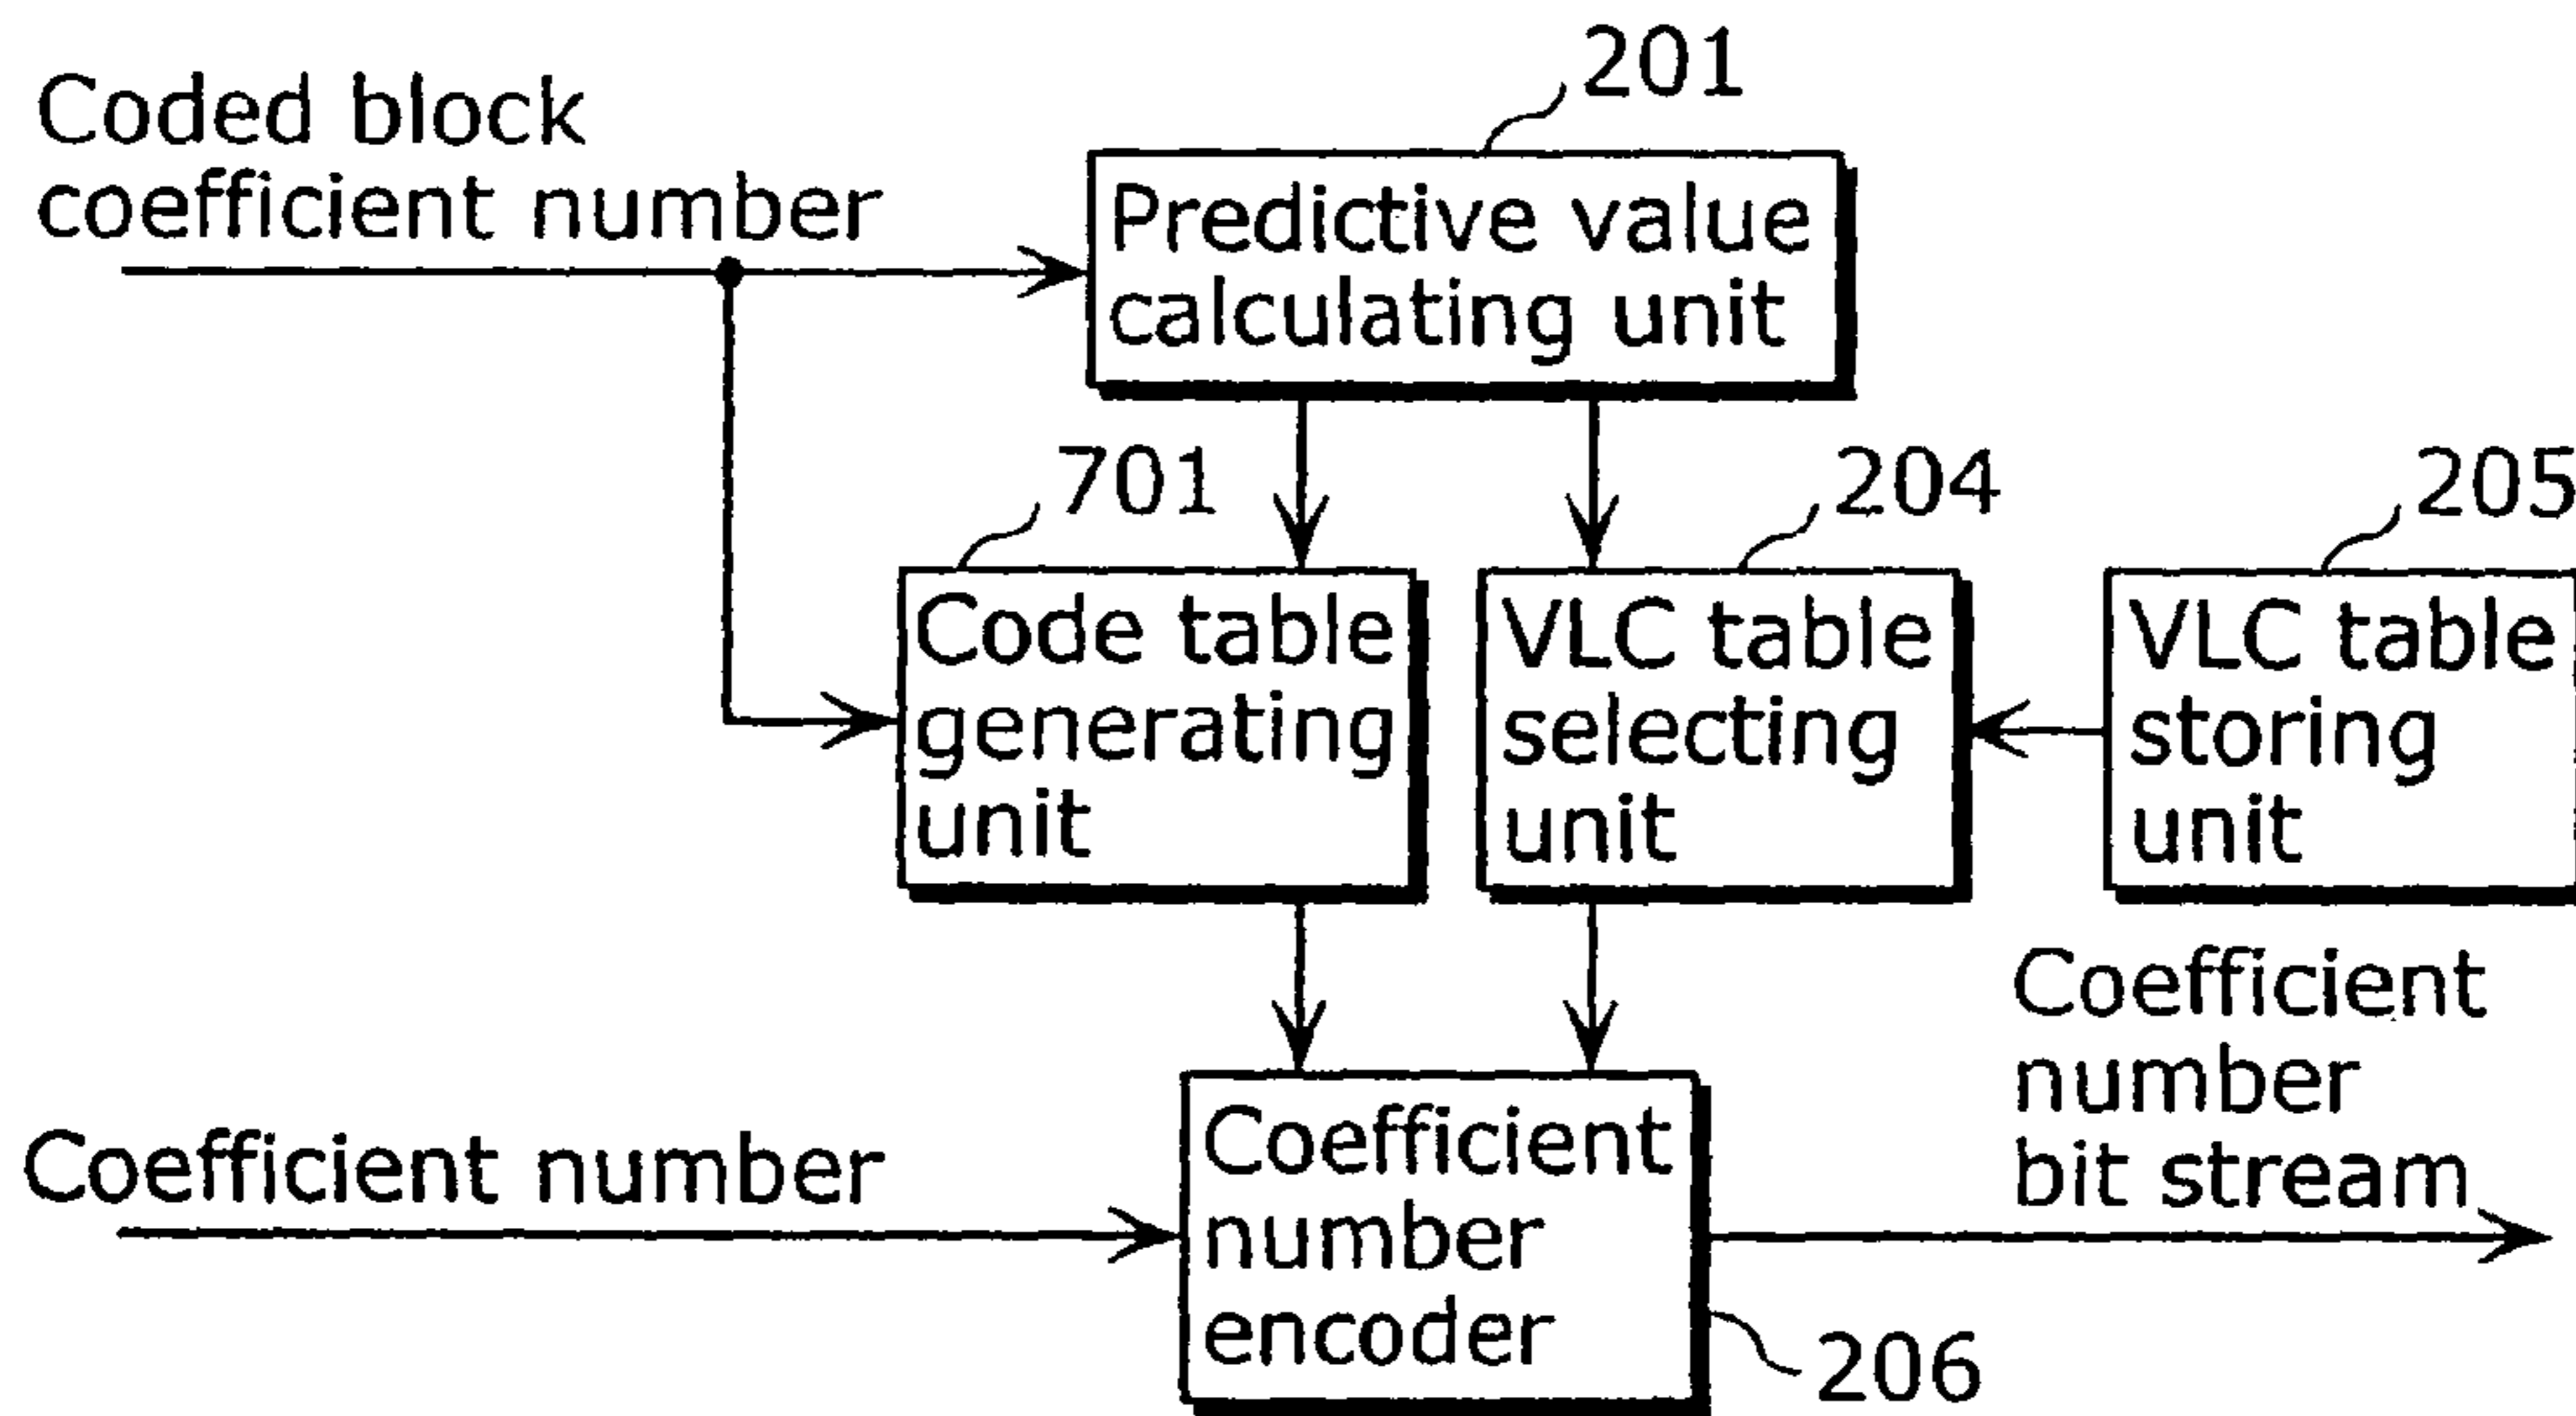 201
Coded block
coefficient number
Predictive value
calculating unit
701
204
205
Code table
generating
unit
VLC table
selecting
unit
VLC table
storing
unit
Coefficient
number
bit stream
Coefficient number
Coefficient
number
encoder
206